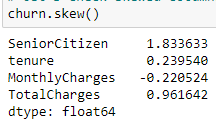 churn.skew()
SeniorCitizen 1.833633
tenure 0.239540
MonthlyCharges -0.220524
TotalCharges 0.961642
dtype: float64